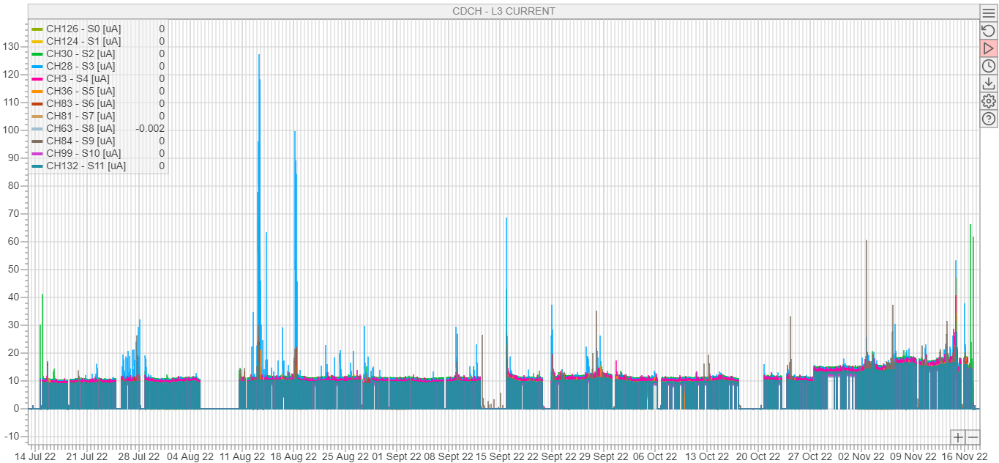 CDCH - L3 CURRENT
CH126 - S0 [uA] 0
CH124 - S1 [uA] 0
CH30 - S2 [uA] 0
CH28 - S3 [uA] 0
CH3 - S4 [uA] 0
CH36 - S5 [uA] 0
CH83 - S6 [uA] 0
CH81 - S7 [uA] 0
CH63 - S8 [uA] -0.002
CH84 - S9 [uA] 0
CH99 - S10 [uA] 0
CH132 - S11 [uA] 0
130
120
110
100
90
80
70
60
50
40
30
20
10
0
-10
14 Jul 22 21 Jul 22 28 Jul 22 04 Aug 22 11 Aug 22 18 Aug 22 25 Aug 22 01 Sept 22 08 Sept 22 15 Sept 22 Sept 22 29 Sept 22 06 Oct 22 13 Oct 22 20 Oct 22 27 Oct 22 02 Nov 22 09 Nov 22 16 Nov 22